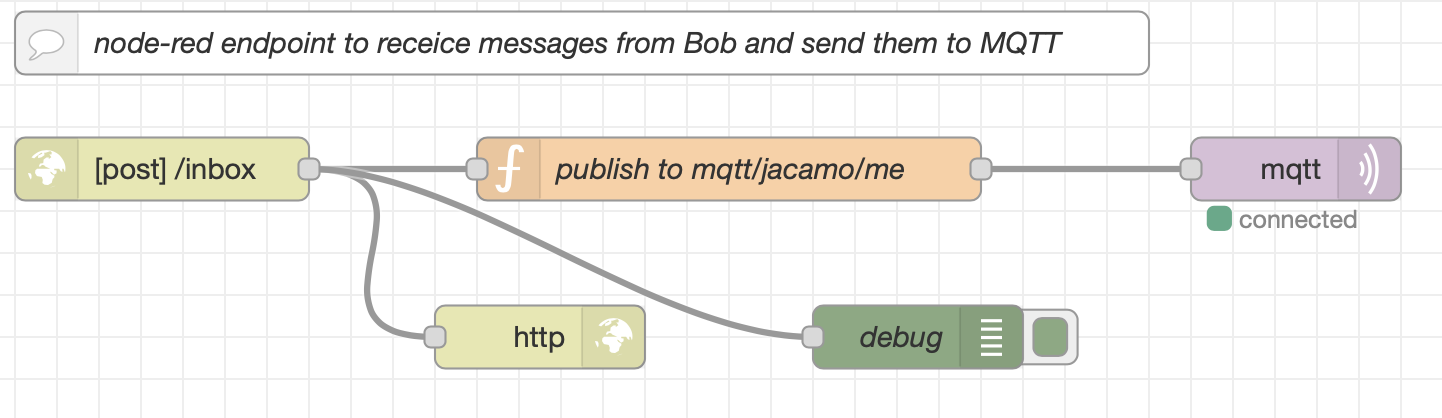 node-red endpoint to receice messages from Bob and send them to MQTT
[post] /inbox
publish to mqtt/jacamo/me
mqtt
connected
http
debug